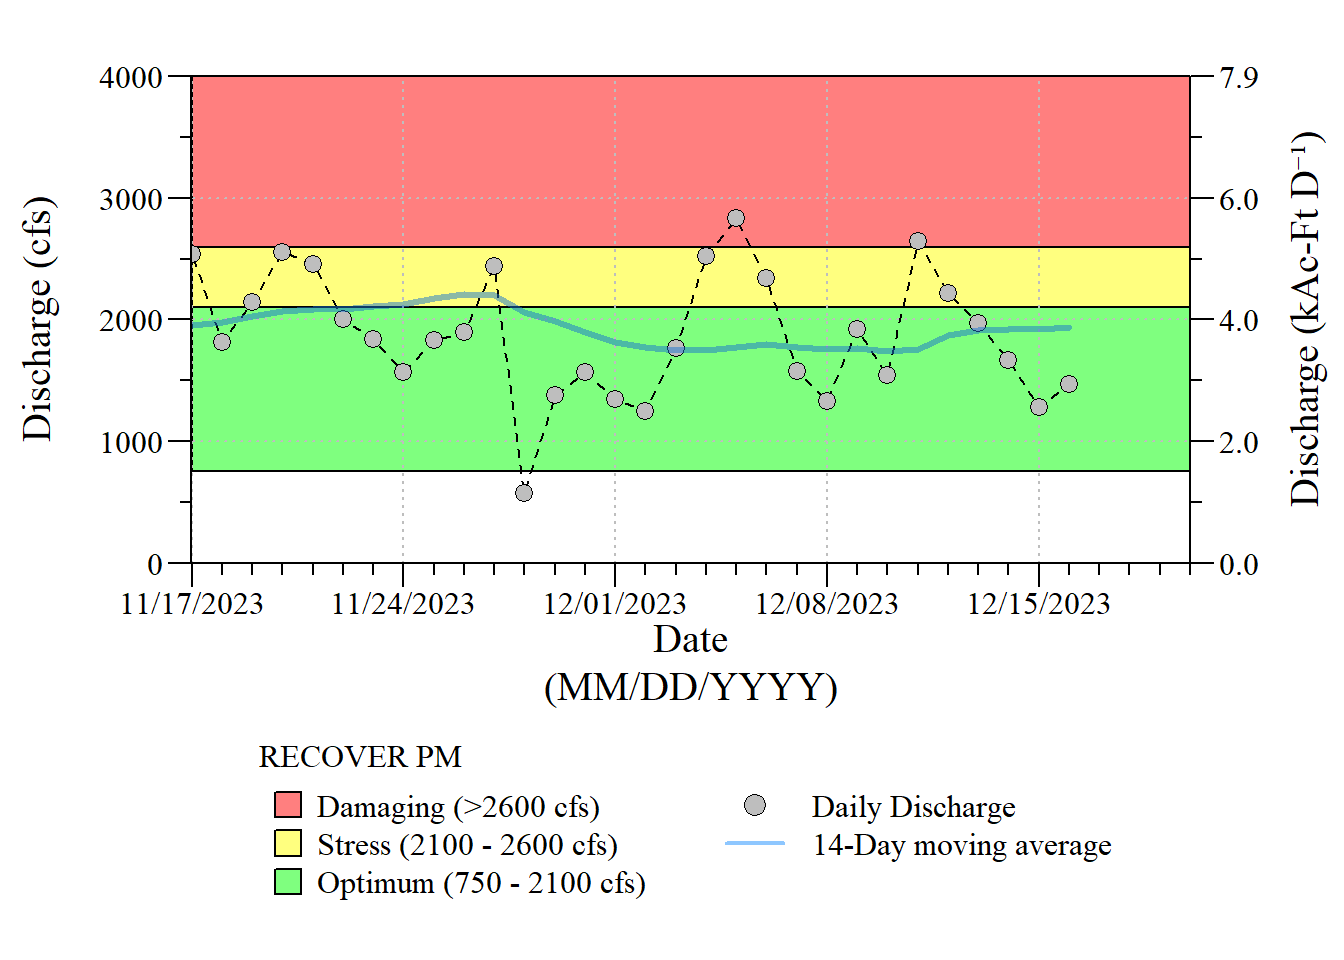 4000
3000
2000
1000
0
Discharge (cfs)
7.9
6.0
4.0
2.0
0.0
Discharge (kAc-Ft D⁻¹)
11/17/2023
11/24/2023
12/01/2023
12/08/2023
12/15/2023
Date
(MM/DD/YYYY)
RECOVER PM
Damaging (>2600 cfs)
Stress (2100 - 2600 cfs)
Optimum (750 - 2100 cfs)
Daily Discharge
14-Day moving average